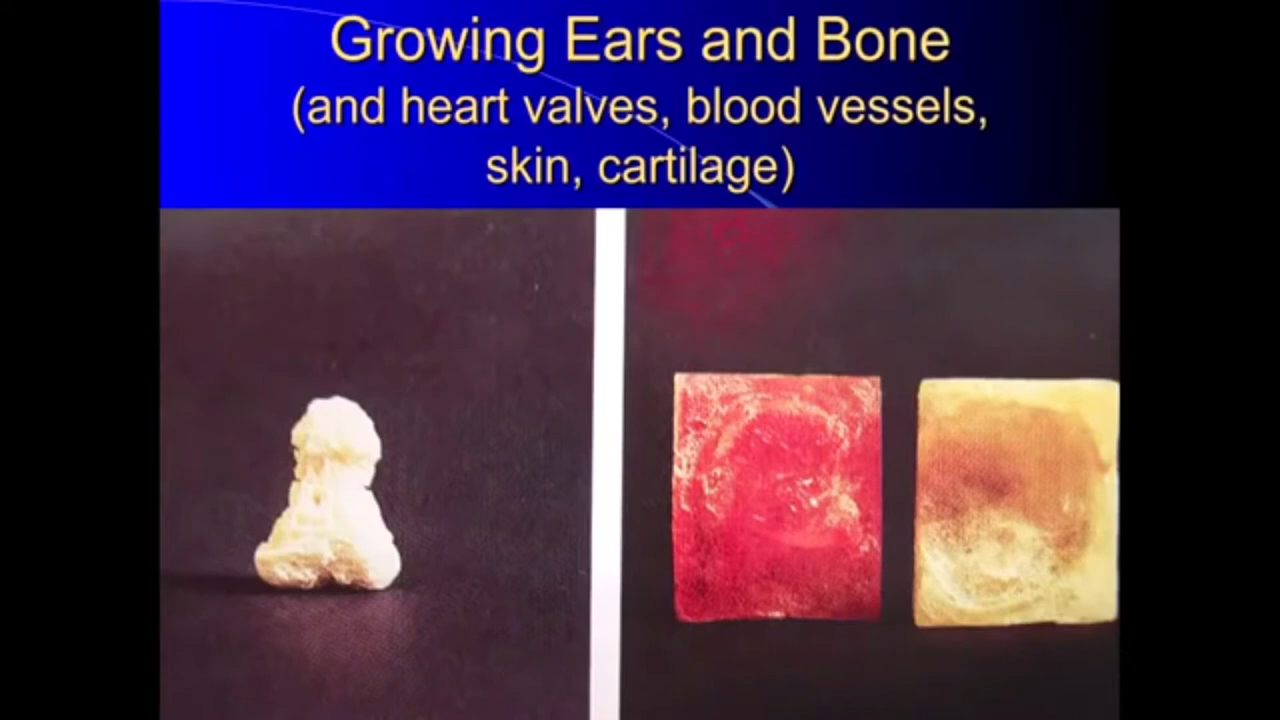 Growing Ears and Bone
(and heart valves, blood vessels,
skin, cartilage)